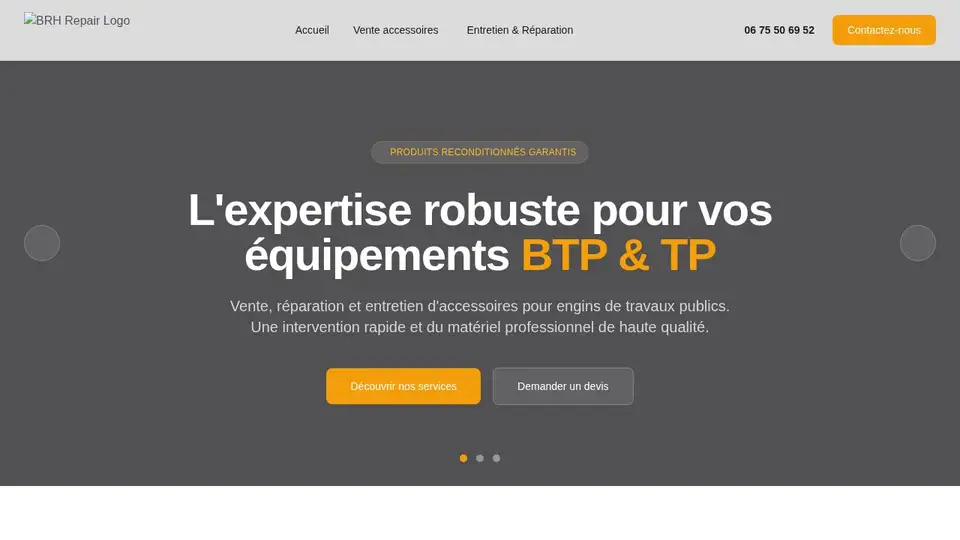 BRH Repair Logo
Accueil
Vente accessoires
Entretien & Réparation
06 75 50 69 52
Contactez-nous
PRODUITS RECONDITIONNÉS GARANTIS
L'expertise robuste pour vos
équipements BTP & TP
Vente, réparation et entretien d'accessoires pour engins de travaux publics.
Une intervention rapide et du matériel professionnel de haute qualité.
Découvrir nos services
Demander un devis